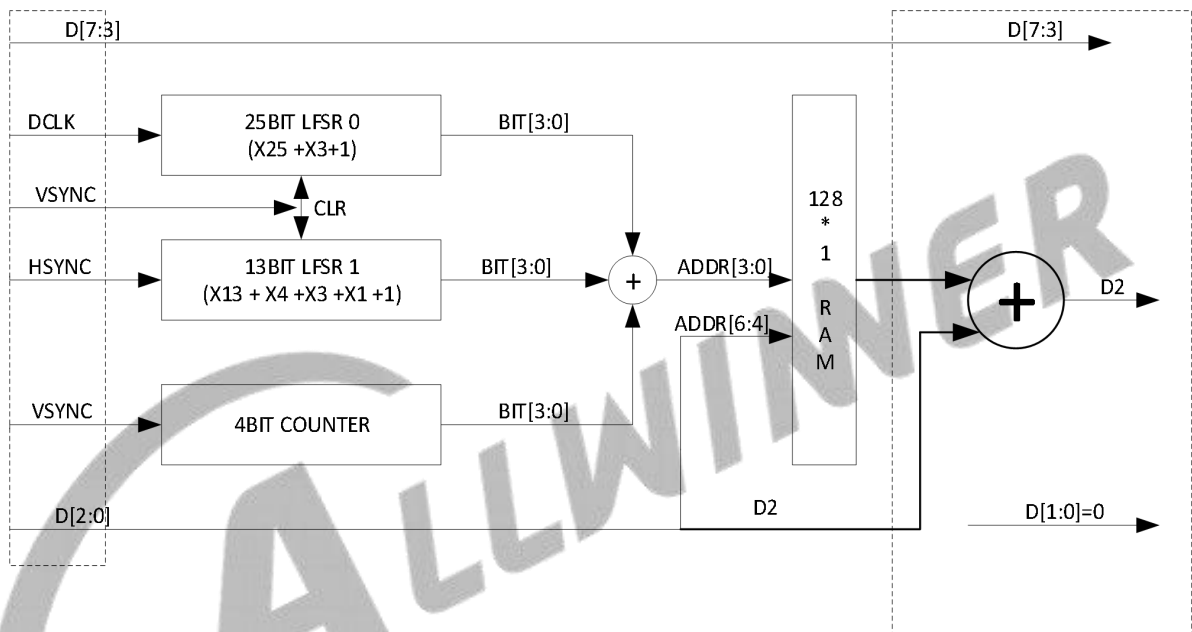 D[7:3]
D[7:3]
DCLK
25BIT LFSR 0
(X25 +X3+1)
BIT[3:0]
VSYNC
CLR
HSYNC
13BIT LFSR 1
(X13 + X4 +X3 +X1 +1)
BIT[3:0]
+
ADDR[3:0]
ADDR[6:4]
128
*
1
R
A
M
+
D2
VSYNC
4BIT COUNTER
BIT[3:0]
D[2:0]
D2
D[1:0]=0
ALLWINNER